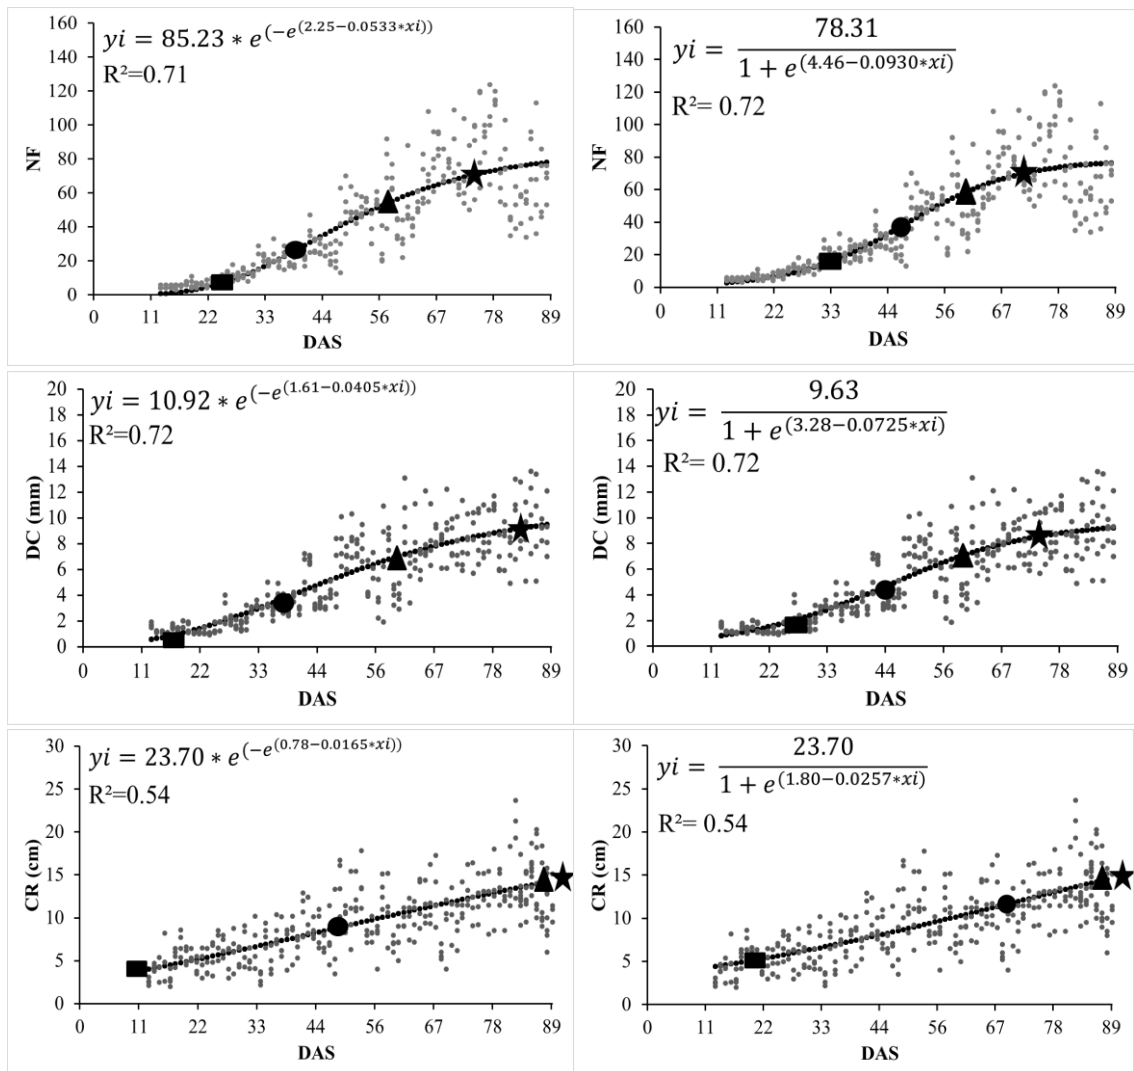 160
140
120
100
80
60
40
20
0
NF
yi = 85.23 * e^(−e^(2.25−0.0533*xi))
R²=0.71
0 11 22 33 44 56 67 78 89
DAS
160
140
120
100
80
60
40
20
0
NF
yi = 78.31 / 1 + e^(4.46−0.0930*xi)
R²= 0.72
0 11 22 33 44 56 67 78 89
DAS
20
18
16
14
12
10
8
6
4
2
0
DC (mm)
yi = 10.92 * e^(−e^(1.61−0.0405*xi))
R²=0.72
0 11 22 33 44 56 67 78 89
DAS
20
18
16
14
12
10
8
6
4
2
0
DC (mm)
yi = 9.63 / 1 + e^(3.28−0.0725*xi)
R²= 0.72
0 11 22 33 44 56 67 78 89
DAS
30
25
20
15
10
5
0
CR (cm)
yi = 23.70 * e^(−e^(0.78−0.0165*xi))
R²=0.54
0 11 22 33 44 56 67 78 89
DAS
30
25
20
15
10
5
0
CR (cm)
yi = 23.70 / 1 + e^(1.80−0.0257*xi)
R²= 0.54
0 11 22 33 44 56 67 78 89
DAS